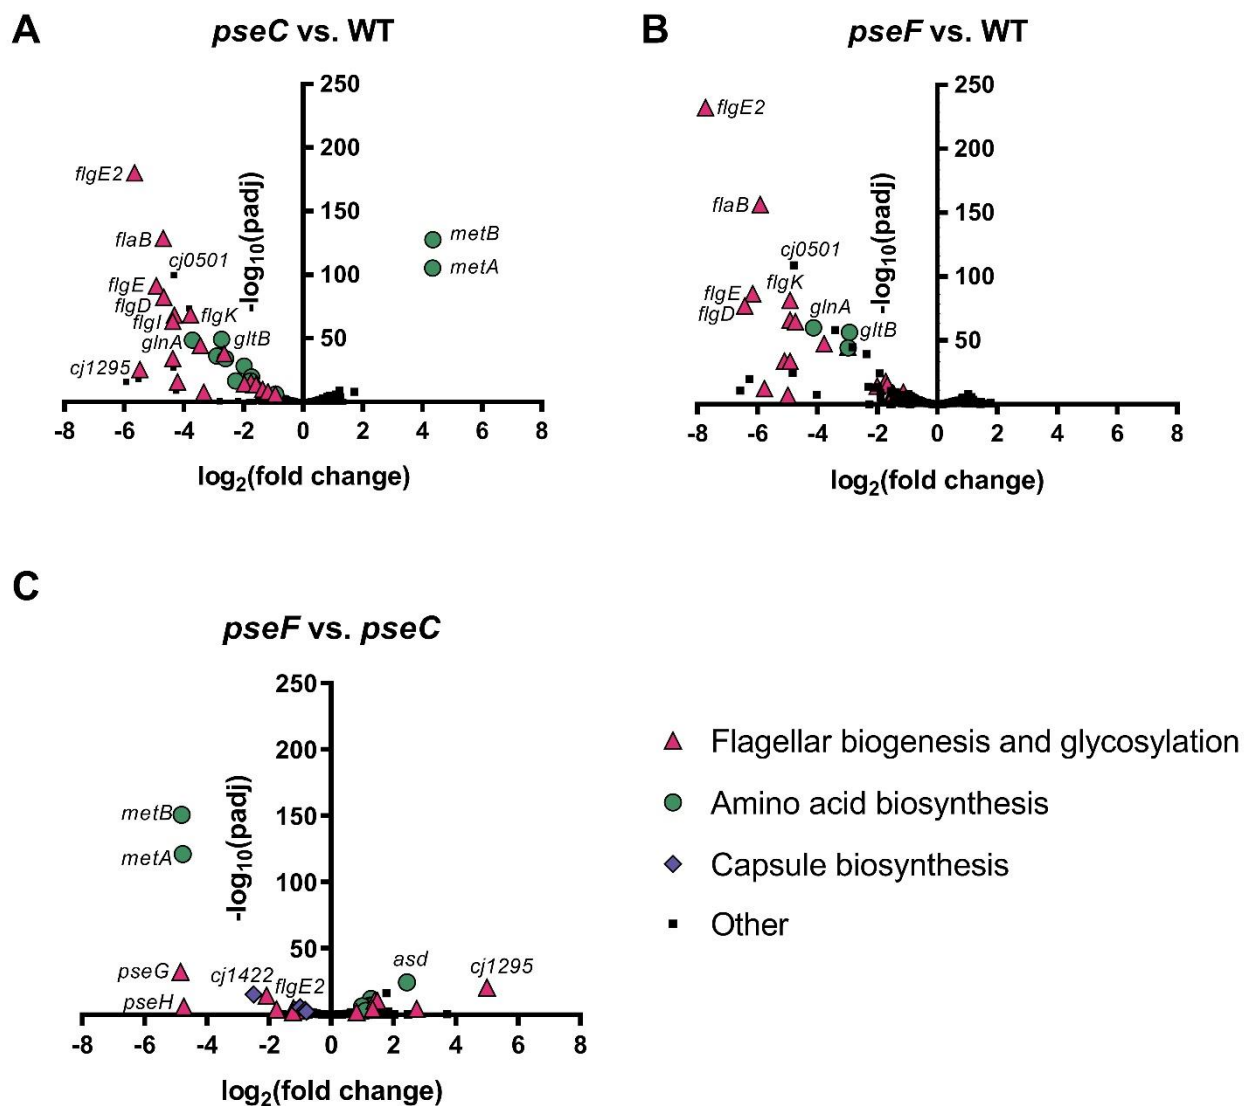 A
pseC vs. WT
250
200
150
100
50
-log10(padj)
flgE2
flaB
cj0501
flgE
flgD
flgI
flgK
glnA
gltB
cj1295
metB
metA
-8 -6 -4 -2 0 2 4 6 8
log2(fold change)
B
pseF vs. WT
250
200
150
100
50
-log10(padj)
flgE2
flaB
cj0501
flgK
flgE
flgD
glnA
gltB
-8 -6 -4 -2 0 2 4 6 8
log2(fold change)
C
pseF vs. pseC
250
200
150
100
50
-log10(padj)
metB
metA
pseG
pseH
cj1422
flgE2
asd
cj1295
-8 -6 -4 -2 0 2 4 6 8
log2(fold change)
Flagellar biogenesis and glycosylation
Amino acid biosynthesis
Capsule biosynthesis
Other